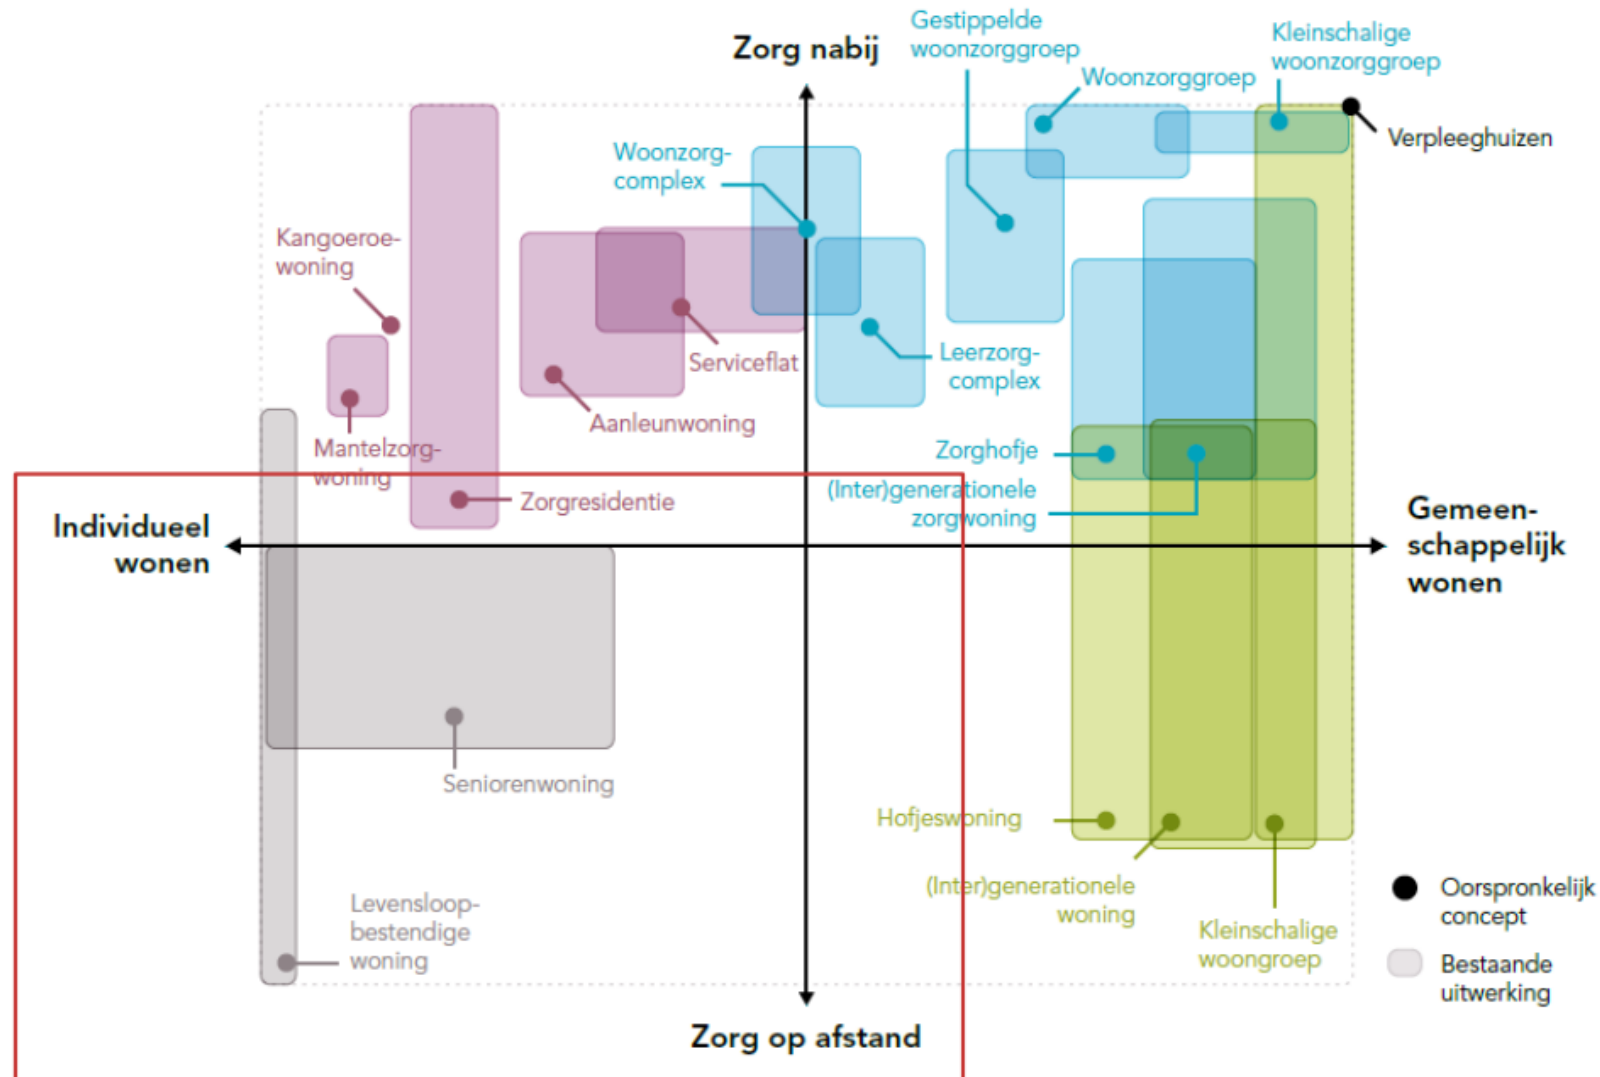 Zorg nabij
Gestippelde
woonzorggroep
Kleinschalige
woonzorggroep
Woonzorggroep
Verpleeghuizen
Woonzorg-
complex
Kangoeroe-
woning
Serviceflat
Leerzorg-
complex
Aanleunwoning
Mantelzorg-
woning
Zorghofje
Zorgresidentie
(Inter)generationele
zorgwoning
Individueel
wonen
Gemeen-
schappelijk
wonen
Seniorenwoning
Hofjeswoning
(Inter)generationele
woning
Kleinschalige
woongroep
Levensloop-
bestendige
woning
Oorspronkelijk
concept
Bestaande
uitwerking
Zorg op afstand